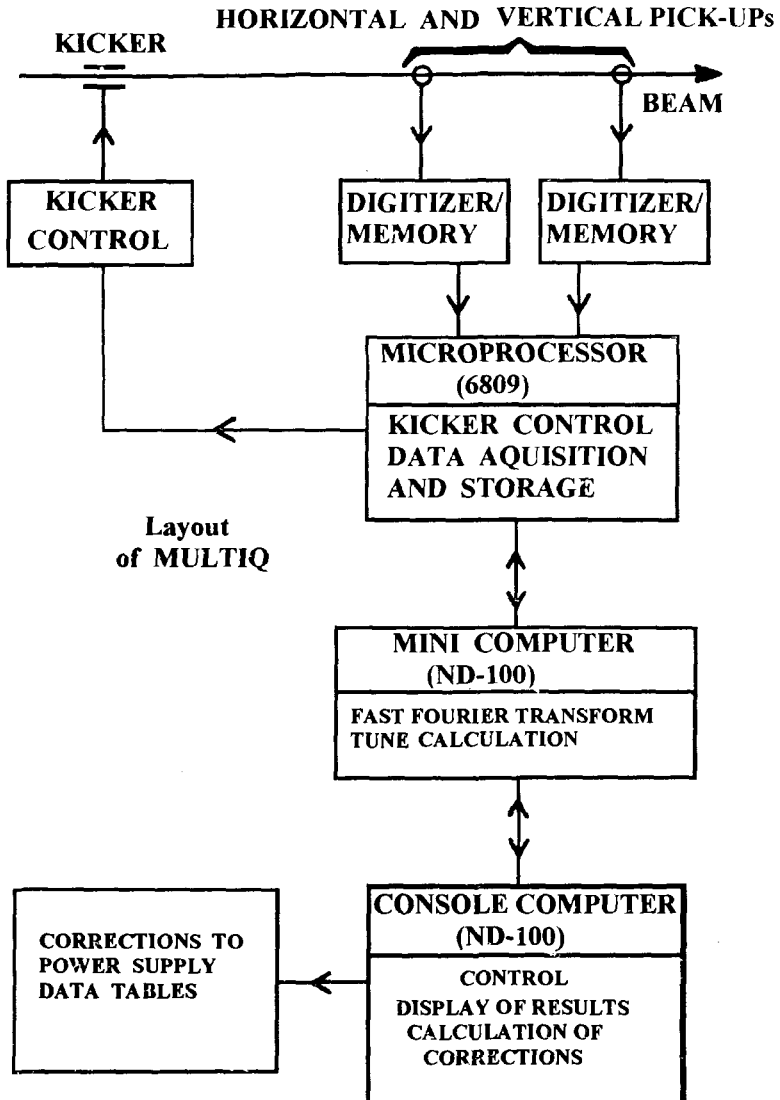 HORIZONTAL AND VERTICAL PICK-UPs
KICKER
BEAM
KICKER
CONTROL
DIGITIZER/
MEMORY
DIGITIZER/
MEMORY
MICROPROCESSOR
(6809)
KICKER CONTROL
DATA AQUISITION
AND STORAGE
Layout
of MULTIQ
MINI COMPUTER
(ND-100)
FAST FOURIER TRANSFORM
TUNE CALCULATION
CONSOLE COMPUTER
(ND-100)
CONTROL
DISPLAY OF RESULTS
CALCULATION OF
CORRECTIONS
CORRECTIONS TO
POWER SUPPLY
DATA TABLES